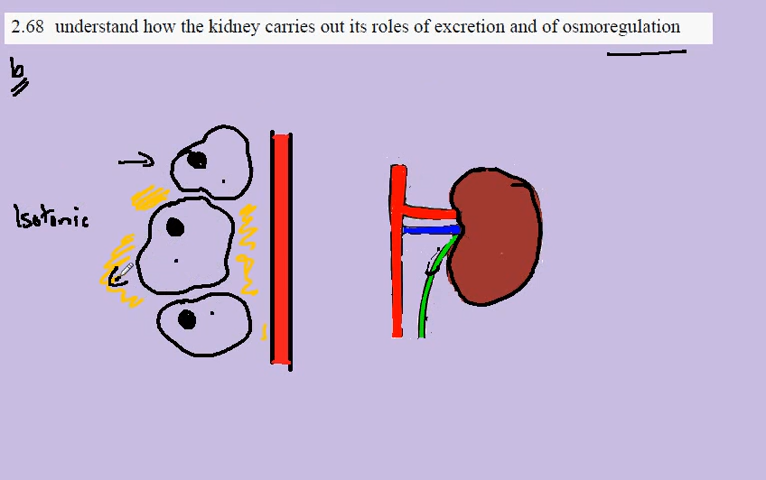 2.68 understand how the kidney carries out its roles of excretion and of osmoregulation
b
Isotonic